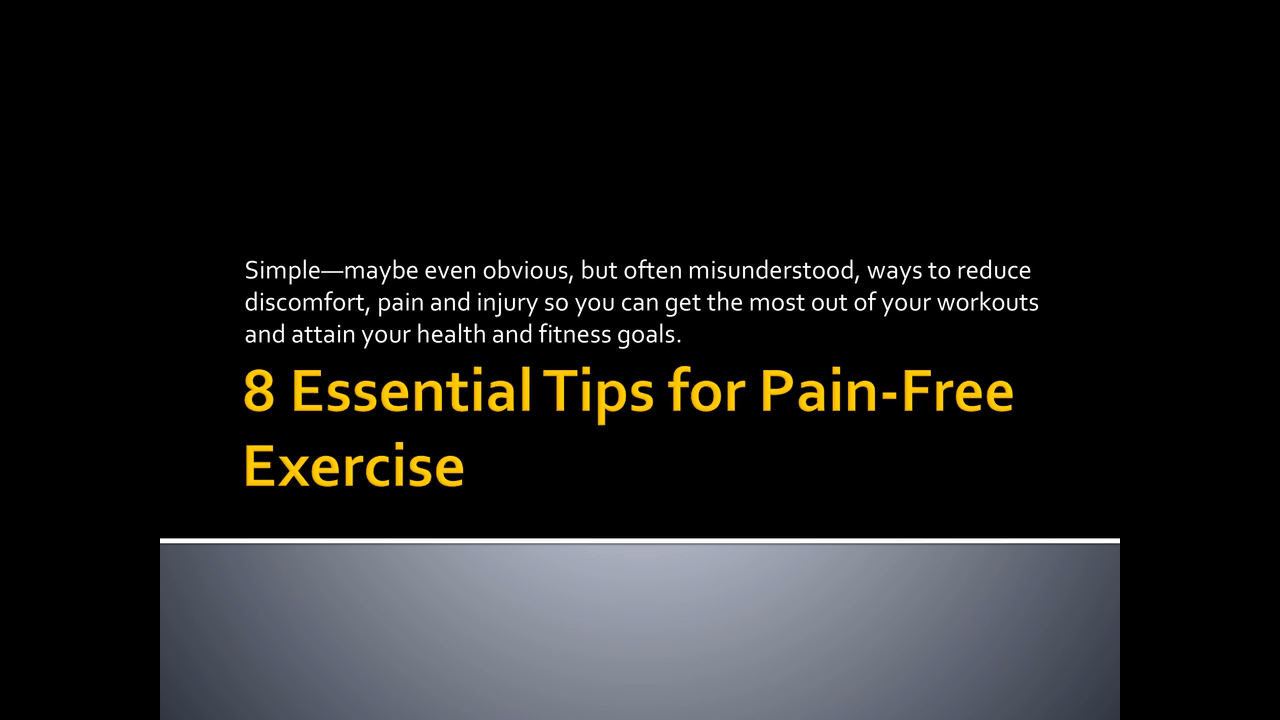 Simple—maybe even obvious, but often misunderstood, ways to reduce
discomfort, pain and injury so you can get the most out of your workouts
and attain your health and fitness goals.
8 Essential Tips for Pain-Free
Exercise